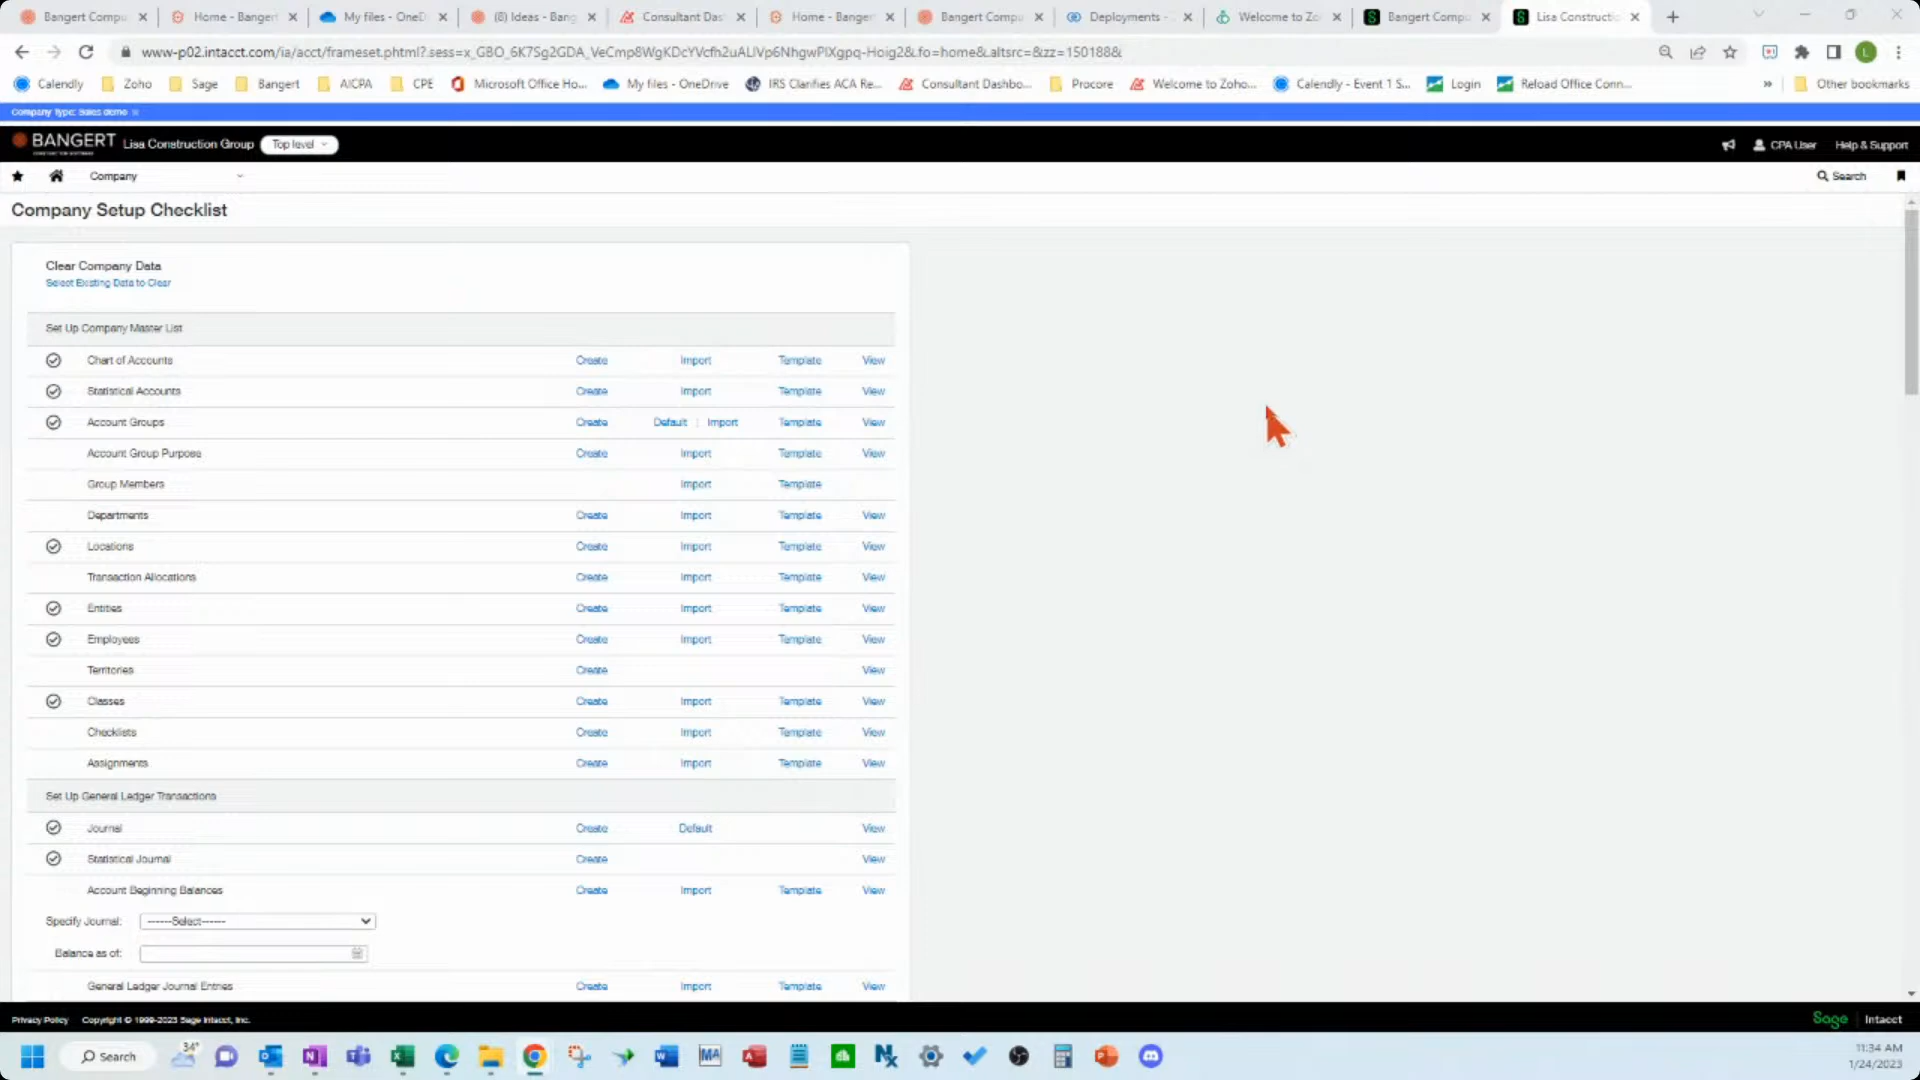 Bangert Compu
Home - Banger
My files - OneD
(8) Ideas - Bang
Consultant Das
Home - Banger
Bangert Compu
Deployments -
Welcome to Zo
Bangert Compu
Lisa Constructio
www-p02.intacct.com/ia/acct/frameset.phtml?.sess=x_GBO_6K7Sg2GDA_VeCmp8WgKDcYVcfh2uALIVp6NhgwPlXgpq-Hoig2&.fo=home&.altsrc=&zz=150188&
L
Calendly
Zoho
Sage
Bangert
AICPA
CPE
Microsoft Office Ho...
My files - OneDrive
IRS Clarifies ACA Re...
Consultant Dashbo...
Procore
Welcome to Zoho...
Calendly - Event 1 S...
Login
Reload Office Conn...
»
Other bookmarks
Company Type: Sales demo ×
BANGERT Lisa Construction Group Top level
CPA User Help & Support
Company
Search
Company Setup Checklist
Clear Company Data
Select Existing Data to Clear
Set Up Company Master List
Chart of Accounts Create Import Template View
Statistical Accounts Create Import Template View
Account Groups Create Default | Import Template View
Account Group Purpose Create Import Template View
Group Members Import Template
Departments Create Import Template View
Locations Create Import Template View
Transaction Allocations Create Import Template View
Entities Create Import Template View
Employees Create Import Template View
Territories Create View
Classes Create Import Template View
Checklists Create Import Template View
Assignments Create Import Template View
Set Up General Ledger Transactions
Journal Create Default View
Statistical Journal Create View
Account Beginning Balances Create Import Template View
Specify Journal: ------Select------
Balance as of:
General Ledger Journal Entries Create Import Template View
Privacy Policy Copyright © 1999-2023 Sage Intacct, Inc.
Sage Intacct
Search
34°
MA
11:34 AM
1/24/2023